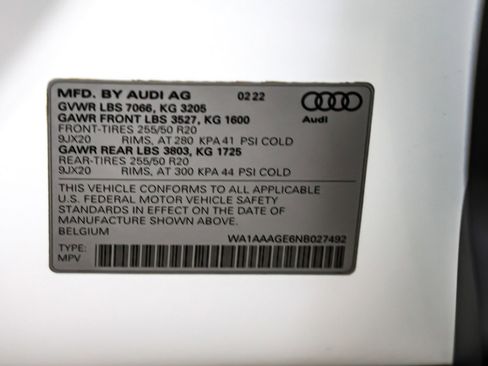 MFD. BY AUDI AG 02 22
GVWR LBS 7066, KG 3205
GAWR FRONT LBS 3527, KG 1600
FRONT-TIRES 255/50 R20
9JX20 RIMS, AT 280 KPA 41 PSI COLD
GAWR REAR LBS 3803, KG 1725
REAR-TIRES 255/50 R20
9JX20 RIMS, AT 300 KPA 44 PSI COLD
Audi
THIS VEHICLE CONFORMS TO ALL APPLICABLE
U.S. FEDERAL MOTOR VEHICLE SAFETY
STANDARDS IN EFFECT ON THE DATE OF
MANUFACTURE SHOWN ABOVE.
BELGIUM WA1AAAGE6NB027492
TYPE:
MPV